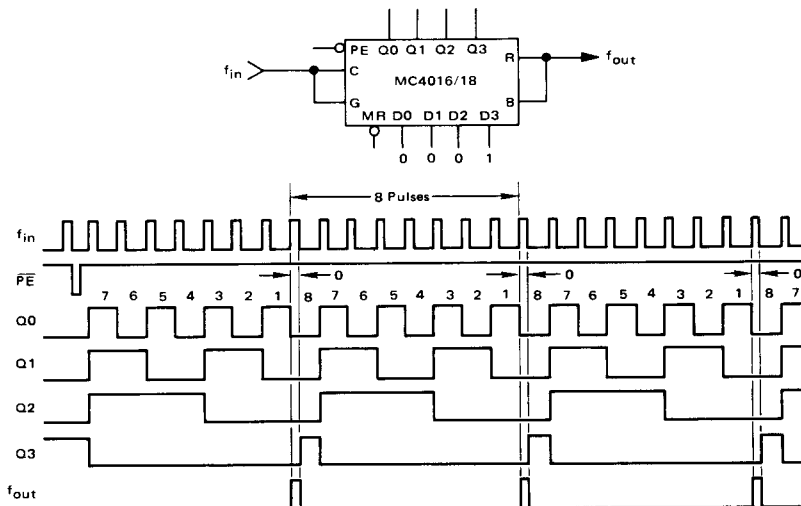 PE Q0 Q1 Q2 Q3
f_in
C
R
f_out
MC4016/18
G
B
MR D0 D1 D2 D3
0 0 0 1
8 Pulses
f_in
P̅E̅
0 0 0
7 6 5 4 3 2 1 8 7 6 5 4 3 2 1 8 7 6 5 4 3 2 1 8 7
Q0
Q1
Q2
Q3
f_out